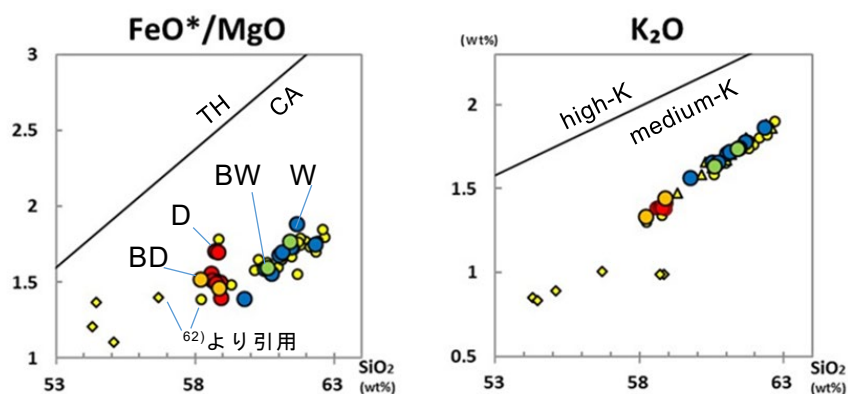 FeO*/MgO
3
2.5
2
1.5
1
53
58
63
SiO₂
(wt%)
TH
CA
BW
W
D
BD
⁶²⁾より引用
K₂O
(wt%)
2
1.5
1
0.5
53
58
63
SiO₂
(wt%)
high-K
medium-K